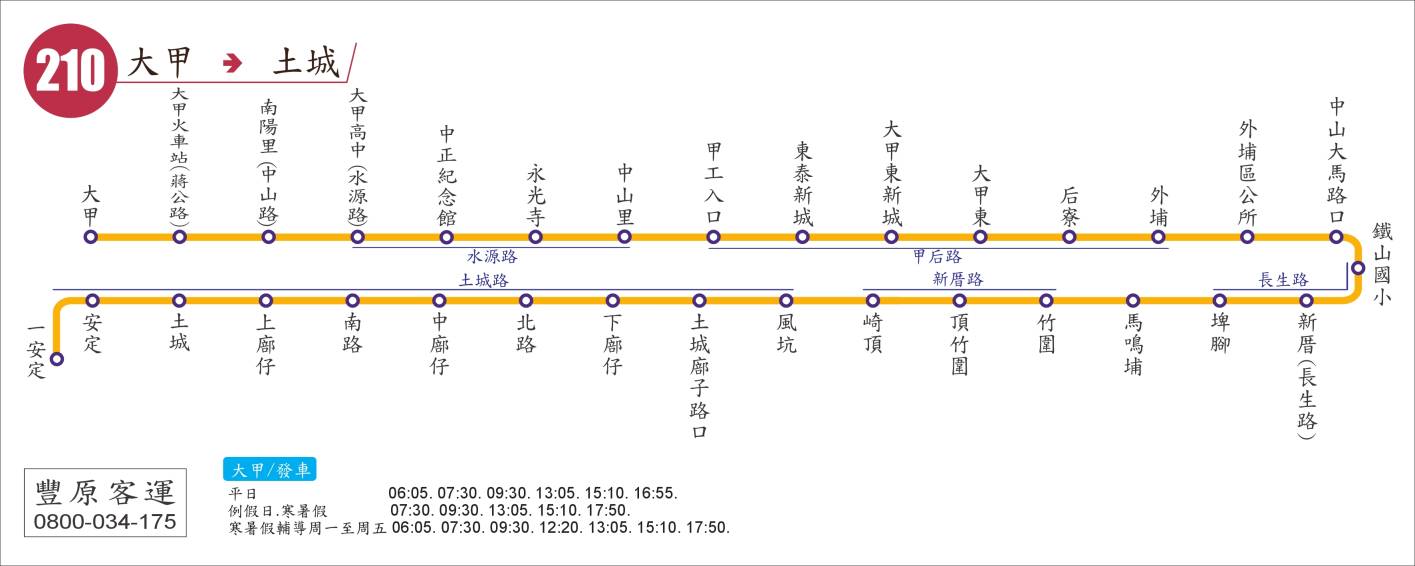 210 大甲 → 土城
大甲
大甲火車站(蔣公路)
南陽里(中山路)
大甲高中(水源路)
中正紀念館
永光寺
中山里
甲工入口
東泰新城
大甲東新城
大甲東
后寮
外埔
外埔區公所
中山大馬路口
鐵山國小
水源路
甲后路
土城路
新厝路
長生路
一安定
安定
土城
上廍仔
南路
中廍仔
北路
下廍仔
土城廍子路口
風坑
崎頂
頂竹圍
竹圍
馬鳴埔
埤腳
新厝(長生路)
豐原客運
0800-034-175
大甲/發車
平日 06:05. 07:30. 09:30. 13:05. 15:10. 16:55.
例假日.寒暑假 07:30. 09:30. 13:05. 15:10. 17:50.
寒暑假輔導周一至周五 06:05. 07:30. 09:30. 12:20. 13:05. 15:10. 17:50.